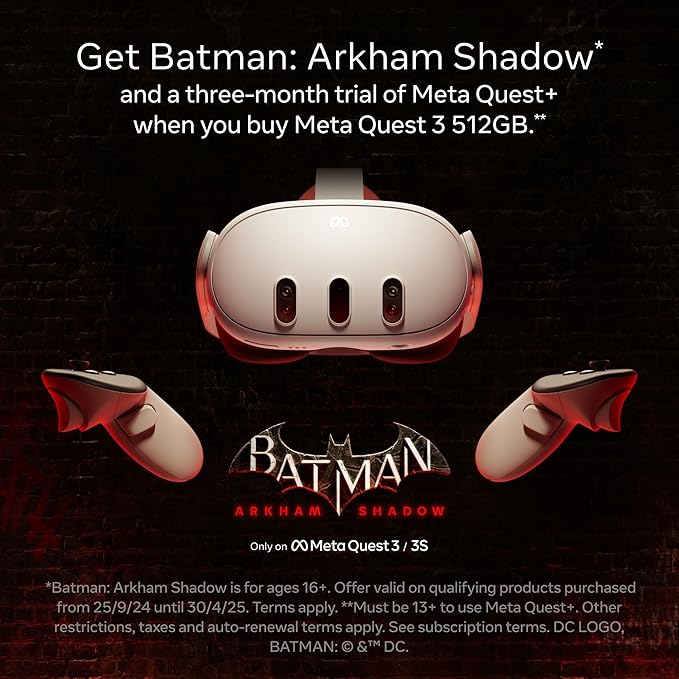 Get Batman: Arkham Shadow*
and a three-month trial of Meta Quest+
when you buy Meta Quest 3 512GB.**
BATMAN
ARKHAM SHADOW
Only on Meta Quest 3 / 3S
*Batman: Arkham Shadow is for ages 16+. Offer valid on qualifying products purchased
from 25/9/24 until 30/4/25. Terms apply. **Must be 13+ to use Meta Quest+. Other
restrictions, taxes and auto-renewal terms apply. See subscription terms. DC LOGO,
BATMAN: © &™ DC.